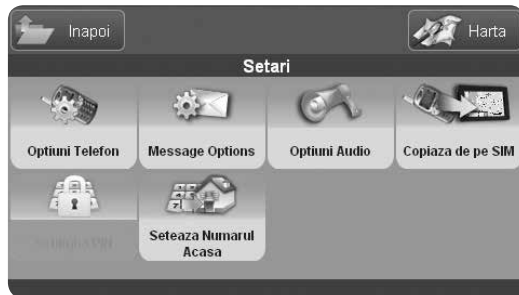 Inapoi
Harta
Setari
Optiuni Telefon
Message Options
Optiuni Audio
Copiaza de pe SIM
Seteaza Numarul
Acasa